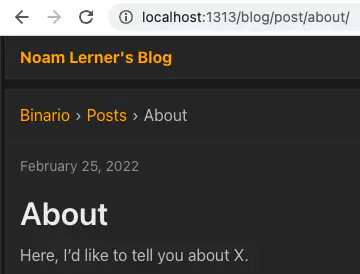 localhost:1313/blog/post/about/
Noam Lerner's Blog
Binario › Posts › About
February 25, 2022
About
Here, I’d like to tell you about X.